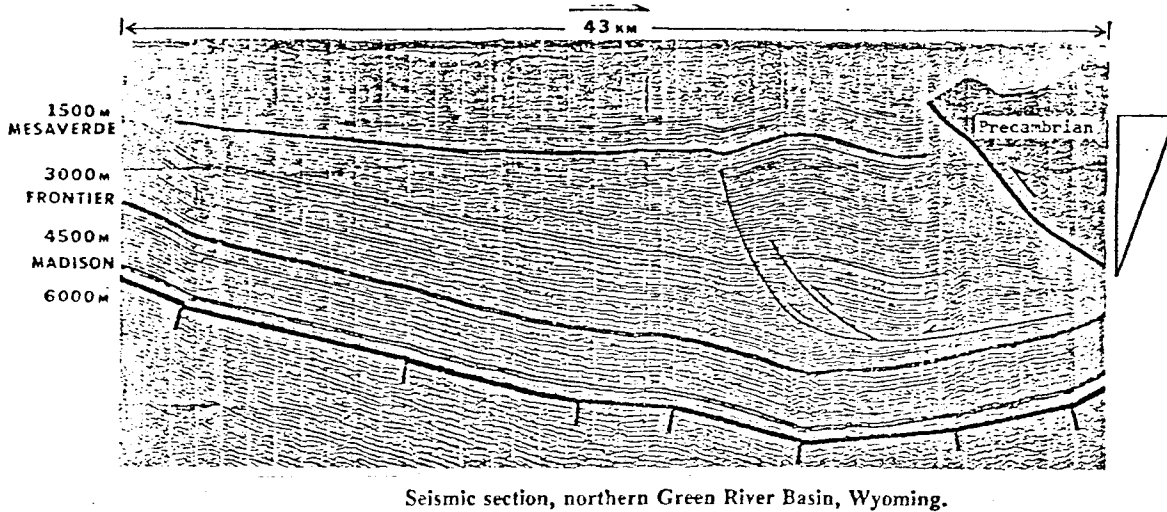 43 KM
1500 M
MESAVERDE
3000 M
FRONTIER
4500 M
MADISON
6000 M
Precambrian
Seismic section, northern Green River Basin, Wyoming.